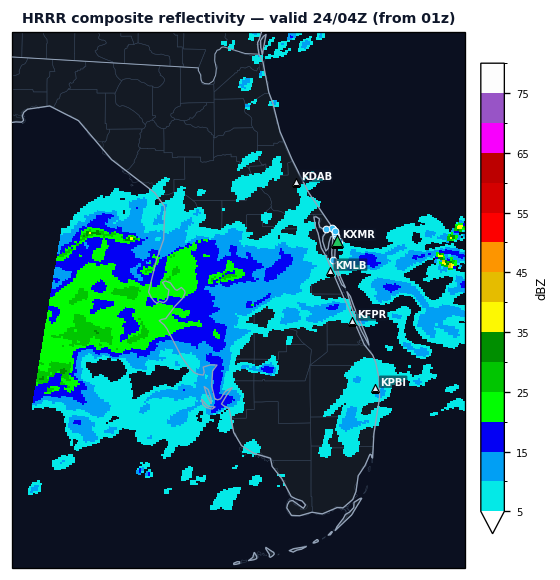 HRRR composite reflectivity — valid 24/04Z (from 01z)
KDAB
KXMR
KMLB
KFPR
KPBI
75
65
55
45
35
25
15
5
dBZ